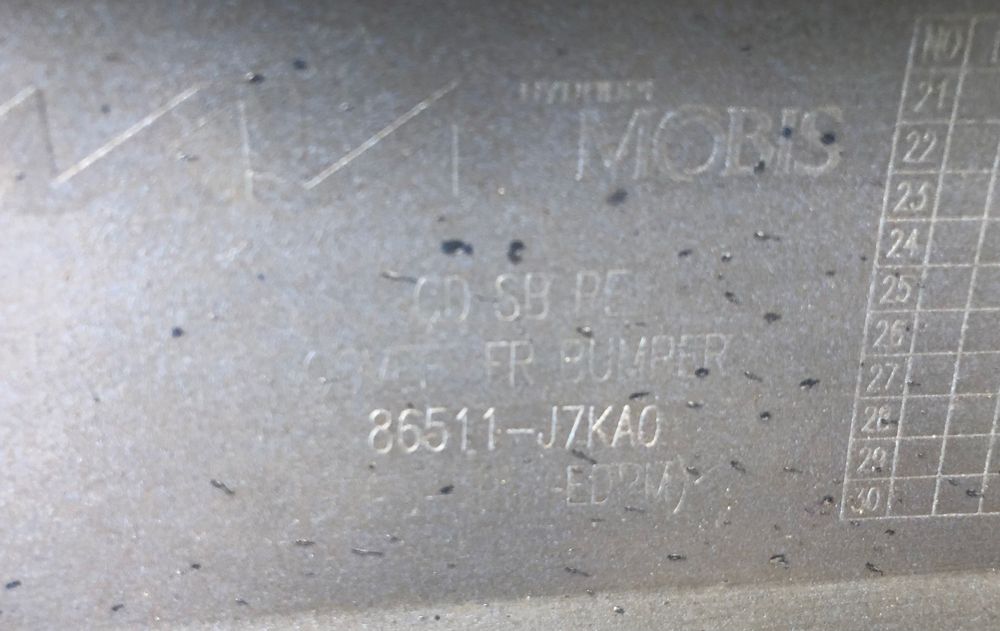 HYUNDAI
MOBIS
CD SB PE
COVER-FR BUMPER
86511-J7KA0
NO
21
22
23
24
25
26
27
28
29
30